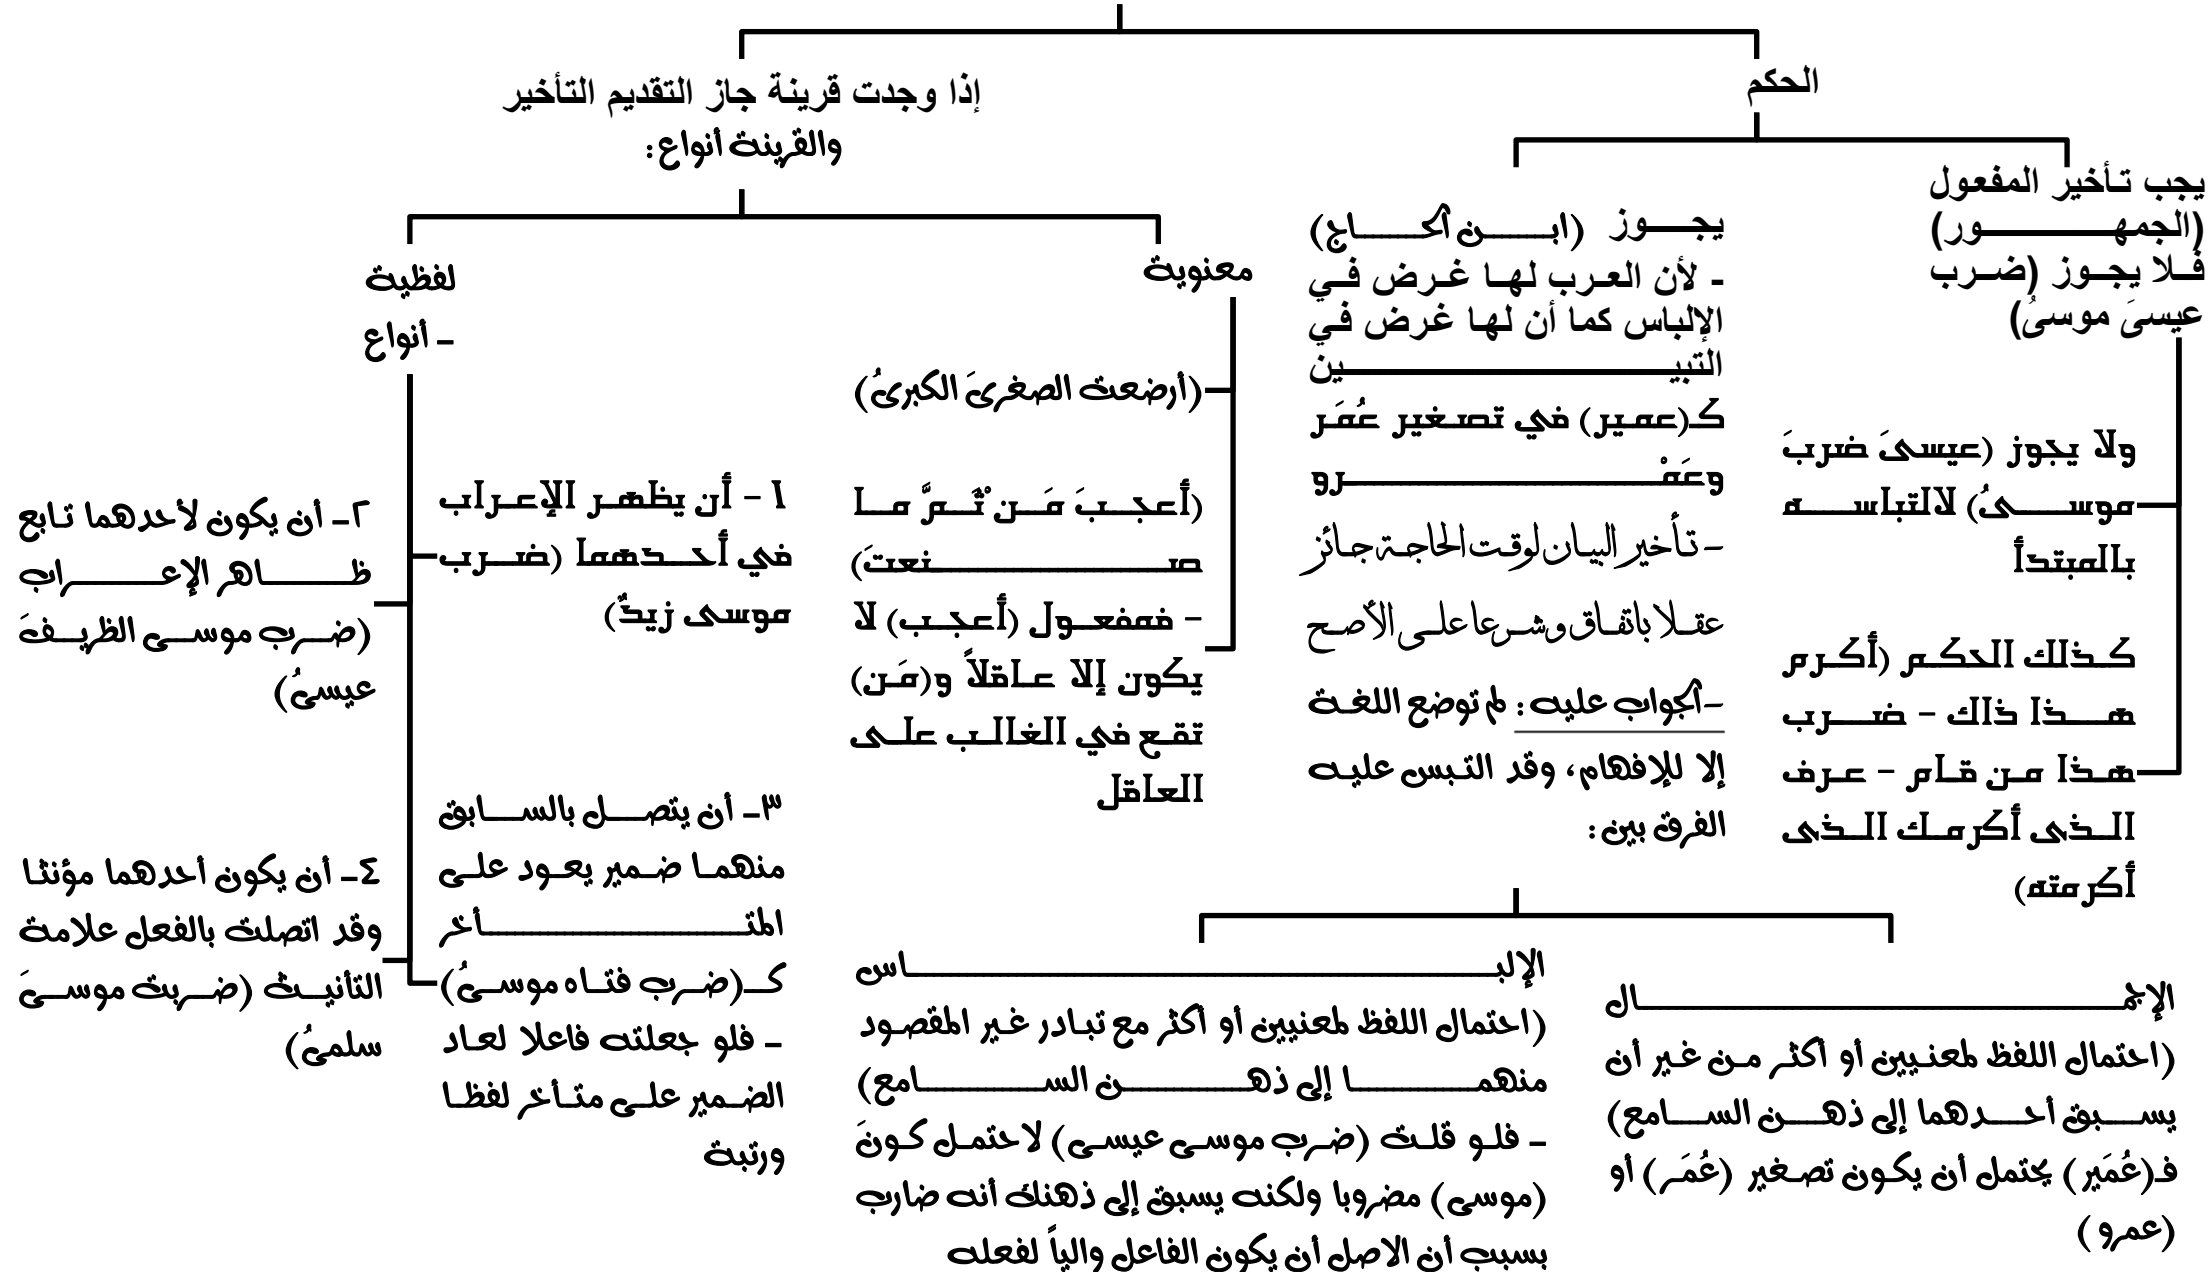 الحكم
يجب تأخير المفعول
(الجمهور)
فلا يجوز (ضرب
عيسىَ موسىُ)
ولا يجوز (عيسىَ ضربَ
موسىُ) لالتباسه
بالمبتدأ
كذلك الحكم (أكرم
هذا ذاك - ضرب
هذا من قام - عرف
الذى أكرمك الذى
أكرمته)
يجوز (ابن الحاج)
- لأن العرب لها غرض في
الإلباس كما أن لها غرض في
التبيين
كـ(عمير) في تصغير عُمَر
وعَمْرو
- تأخير البيان لوقت الحاجة جائز
عقلا باتفاق وشرعا على الأصح
-الجواب عليه: لم توضع اللغة
إلا للإفهام، وقد التبس عليه
الفرق بين:
الإجمال
(احتمال اللفظ لمعنيين أو أكثر من غير أن
يسبق أحدهما إلى ذهن السامع)
فـ(عُمَير) يحتمل أن يكون تصغير (عُمَر) أو
(عمرو)
الإلباس
(احتمال اللفظ لمعنيين أو أكثر مع تبادر غير المقصود
منهما إلى ذهن السامع)
- فلو قلت (ضرب موسى عيسى) لاحتمل كونَ
(موسى) مضروبا ولكنه يسبق إلى ذهنك أنه ضارب
بسبب أن الاصل أن يكون الفاعل والياً لفعله
إذا وجدت قرينة جاز التقديم التأخير
والقرينة أنواع:
معنوية
(أرضعت الصغرىَ الكبرىُ)
(أعجبَ مَنْ ثَمَّ ما
صنعتَ)
- فمفعول (أعجب) لا
يكون إلا عاقلاً و(مَن)
تقع في الغالب على
العاقل
لفظية
- أنواع
١ - أن يظهر الإعراب
في أحدهما (ضرب
موسى زيدٌ)
٢- أن يكون لأحدهما تابع
ظاهر الإعراب
(ضرب موسى الظريفَ
عيسىُ)
٣- أن يتصل بالسابق
منهما ضمير يعود على
المتأخر
كـ(ضرب فتاه موسىُ)
- فلو جعلته فاعلا لعاد
الضمير على متأخر لفظا
ورتبة
٤- أن يكون أحدهما مؤنثا
وقد اتصلت بالفعل علامة
التأنيث (ضربت موسىَ
سلمىُ)